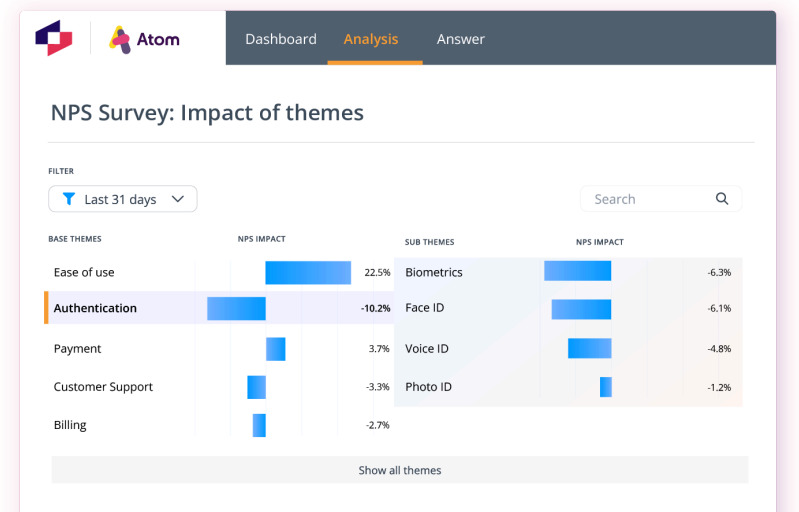 Atom
Dashboard Analysis Answer
NPS Survey: Impact of themes
FILTER
Last 31 days
Search
BASE THEMES NPS IMPACT
Ease of use 22.5%
Authentication -10.2%
Payment 3.7%
Customer Support -3.3%
Billing -2.7%
SUB THEMES NPS IMPACT
Biometrics -6.3%
Face ID -6.1%
Voice ID -4.8%
Photo ID -1.2%
Show all themes